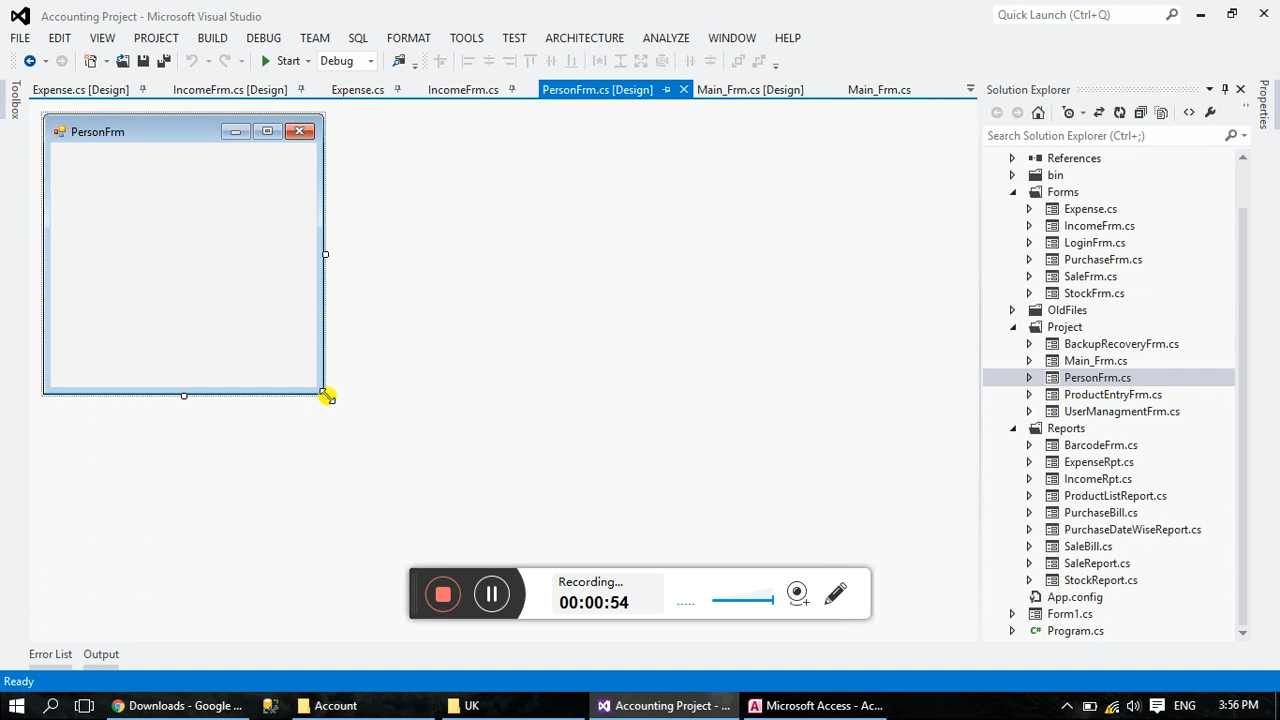 Accounting Project - Microsoft Visual Studio
Quick Launch (Ctrl+Q)
FILE EDIT VIEW PROJECT BUILD DEBUG TEAM SQL FORMAT TOOLS TEST ARCHITECTURE ANALYZE WINDOW HELP
Start Debug
Expense.cs [Design] IncomeFrm.cs [Design] Expense.cs IncomeFrm.cs PersonFrm.cs [Design] Main_Frm.cs [Design] Main_Frm.cs
Toolbox
PersonFrm
Solution Explorer
Search Solution Explorer (Ctrl+;)
References
bin
Forms
Expense.cs
IncomeFrm.cs
LoginFrm.cs
PurchaseFrm.cs
SaleFrm.cs
StockFrm.cs
OldFiles
Project
BackupRecoveryFrm.cs
Main_Frm.cs
PersonFrm.cs
ProductEntryFrm.cs
UserManagmentFrm.cs
Reports
BarcodeFrm.cs
ExpenseRpt.cs
IncomeRpt.cs
ProductListReport.cs
PurchaseBill.cs
PurchaseDateWiseReport.cs
SaleBill.cs
SaleReport.cs
StockReport.cs
App.config
Form1.cs
C# Program.cs
Properties
Recording...
00:00:54
Error List Output
Ready
Downloads - Google ... Account UK Accounting Project - ... Microsoft Access - Ac... ENG 3:56 PM